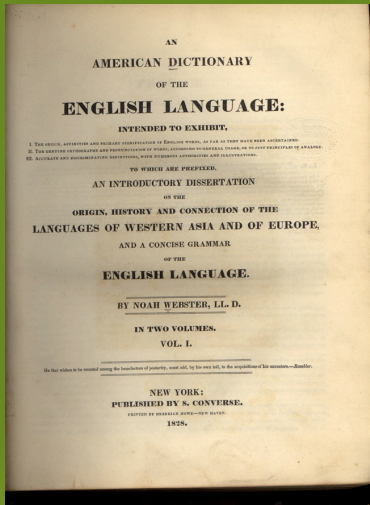 AN
AMERICAN DICTIONARY
OF THE
ENGLISH LANGUAGE:
INTENDED TO EXHIBIT,
I. THE ORIGIN, AFFINITIES AND PRIMARY SIGNIFICATION OF ENGLISH WORDS, AS FAR AS THEY HAVE BEEN ASCERTAINED.
II. THE GENUINE ORTHOGRAPHY AND PRONUNCIATION OF WORDS, ACCORDING TO GENERAL USAGE, OR TO JUST PRINCIPLES OF ANALOGY.
III. ACCURATE AND DISCRIMINATING DEFINITIONS, WITH NUMEROUS AUTHORITIES AND ILLUSTRATIONS.
TO WHICH ARE PREFIXED,
AN INTRODUCTORY DISSERTATION
ON THE
ORIGIN, HISTORY AND CONNECTION OF THE
LANGUAGES OF WESTERN ASIA AND OF EUROPE,
AND A CONCISE GRAMMAR
OF THE
ENGLISH LANGUAGE.
BY NOAH WEBSTER, LL. D.
IN TWO VOLUMES.
VOL. I.
He that wishes to be counted among the benefactors of posterity, must add, by his own toil, to the acquisitions of his ancestors.—Rambler.
NEW YORK:
PUBLISHED BY S. CONVERSE.
PRINTED BY HEZEKIAH HOWE—NEW HAVEN.
1828.